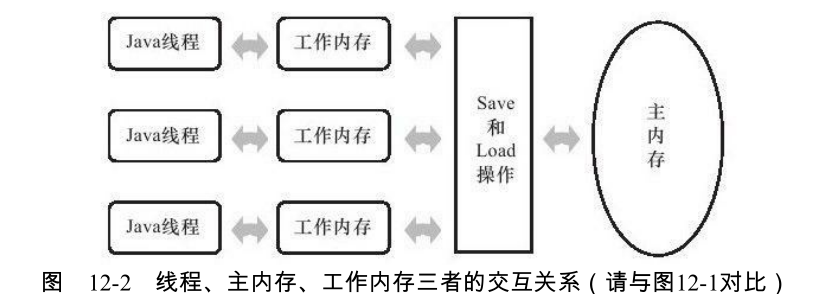 Java线程
工作内存
Java线程
工作内存
Java线程
工作内存
Save
和
Load
操作
主
内
存
图 12-2 线程、主内存、工作内存三者的交互关系(请与图12-1对比)